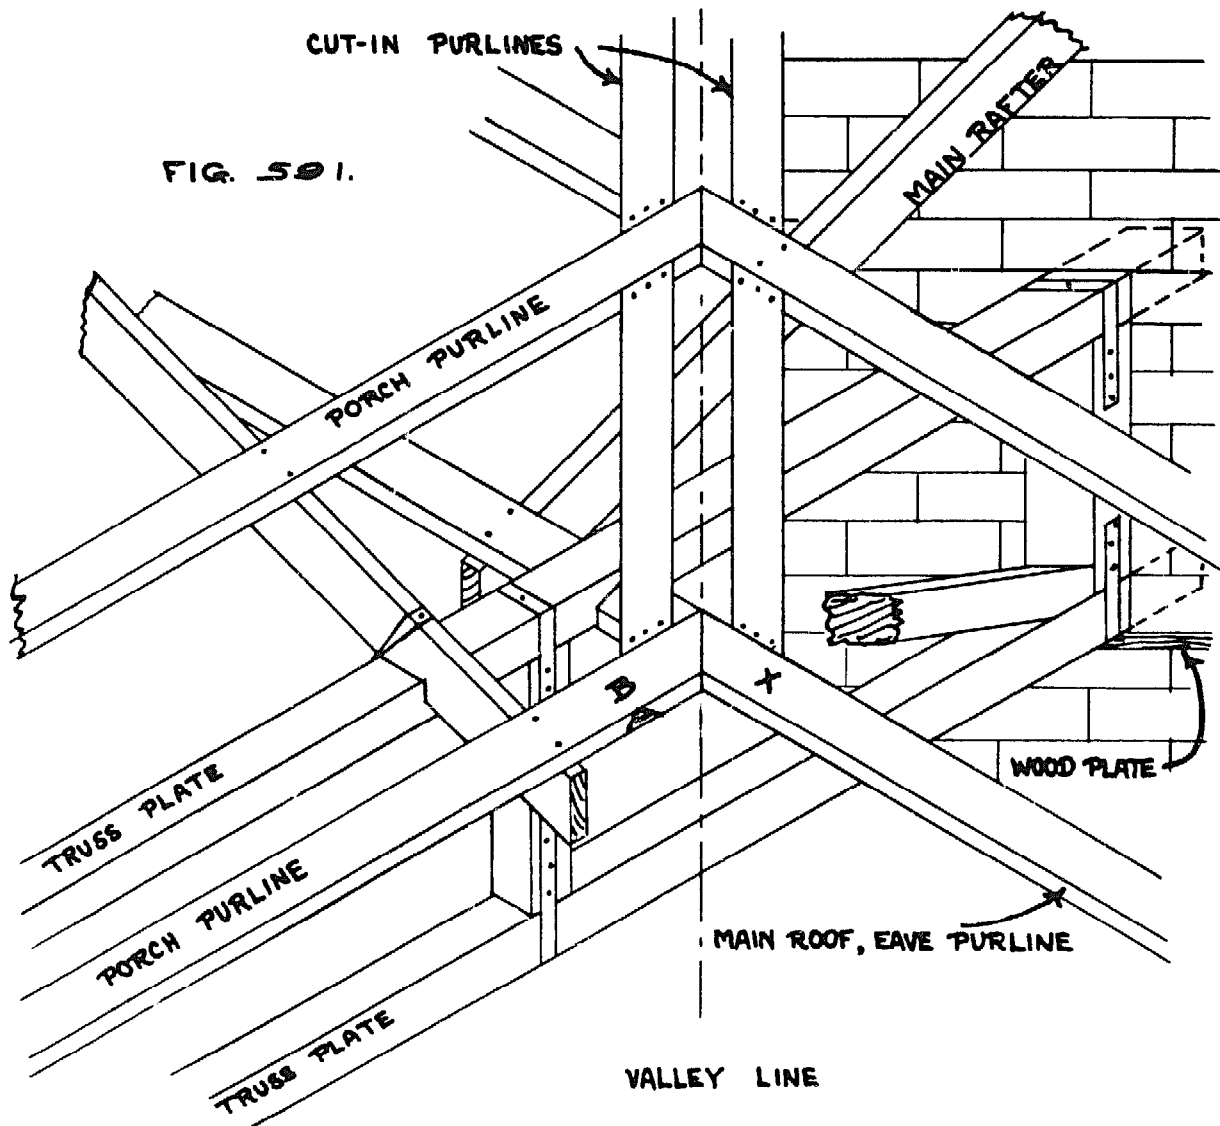 CUT-IN PURLINES
MAIN RAFTER
FIG. 591.
PORCH PURLINE
B
X
WOOD PLATE
TRUSS PLATE
PORCH PURLINE
MAIN ROOF, EAVE PURLINE
TRUSS PLATE
VALLEY LINE